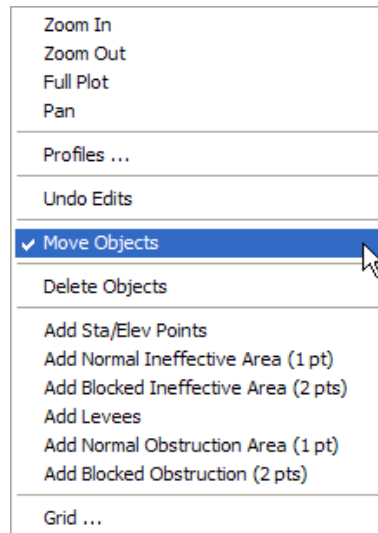 Zoom In
Zoom Out
Full Plot
Pan
Profiles ...
Undo Edits
Move Objects
Delete Objects
Add Sta/Elev Points
Add Normal Ineffective Area (1 pt)
Add Blocked Ineffective Area (2 pts)
Add Levees
Add Normal Obstruction Area (1 pt)
Add Blocked Obstruction (2 pts)
Grid ...